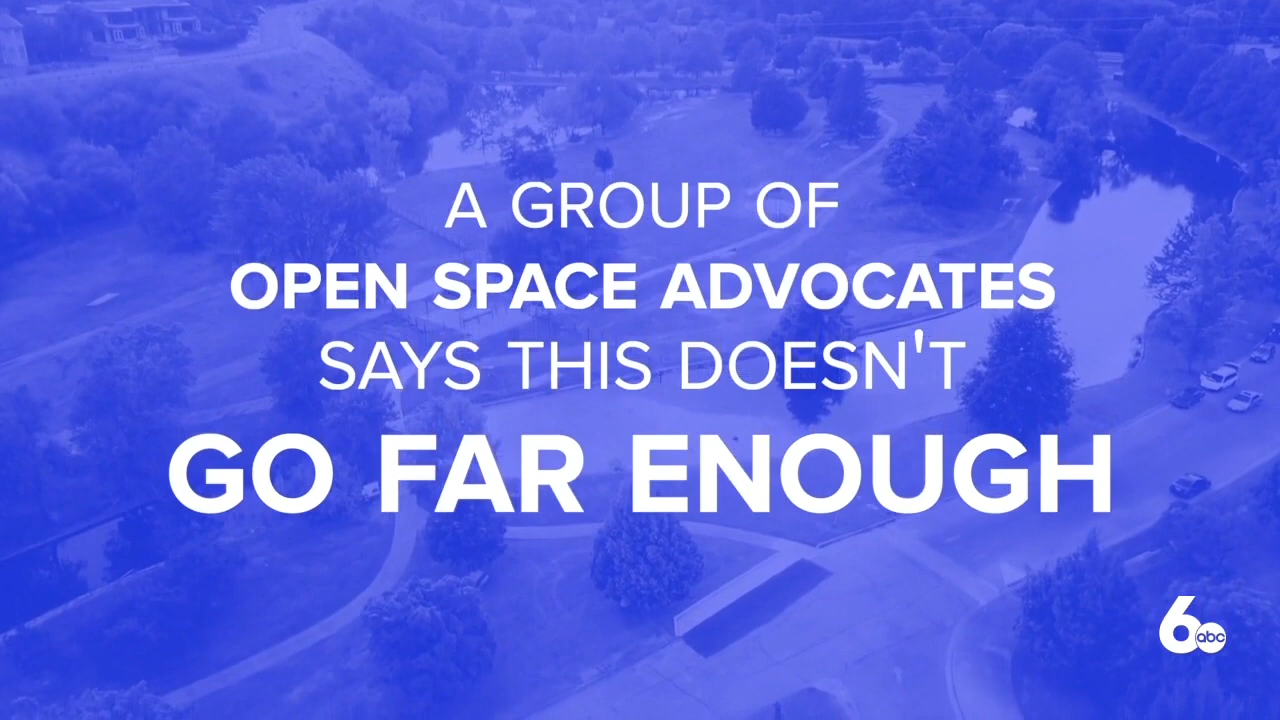 A GROUP OF
OPEN SPACE ADVOCATES
SAYS THIS DOESN'T
GO FAR ENOUGH
6 abc